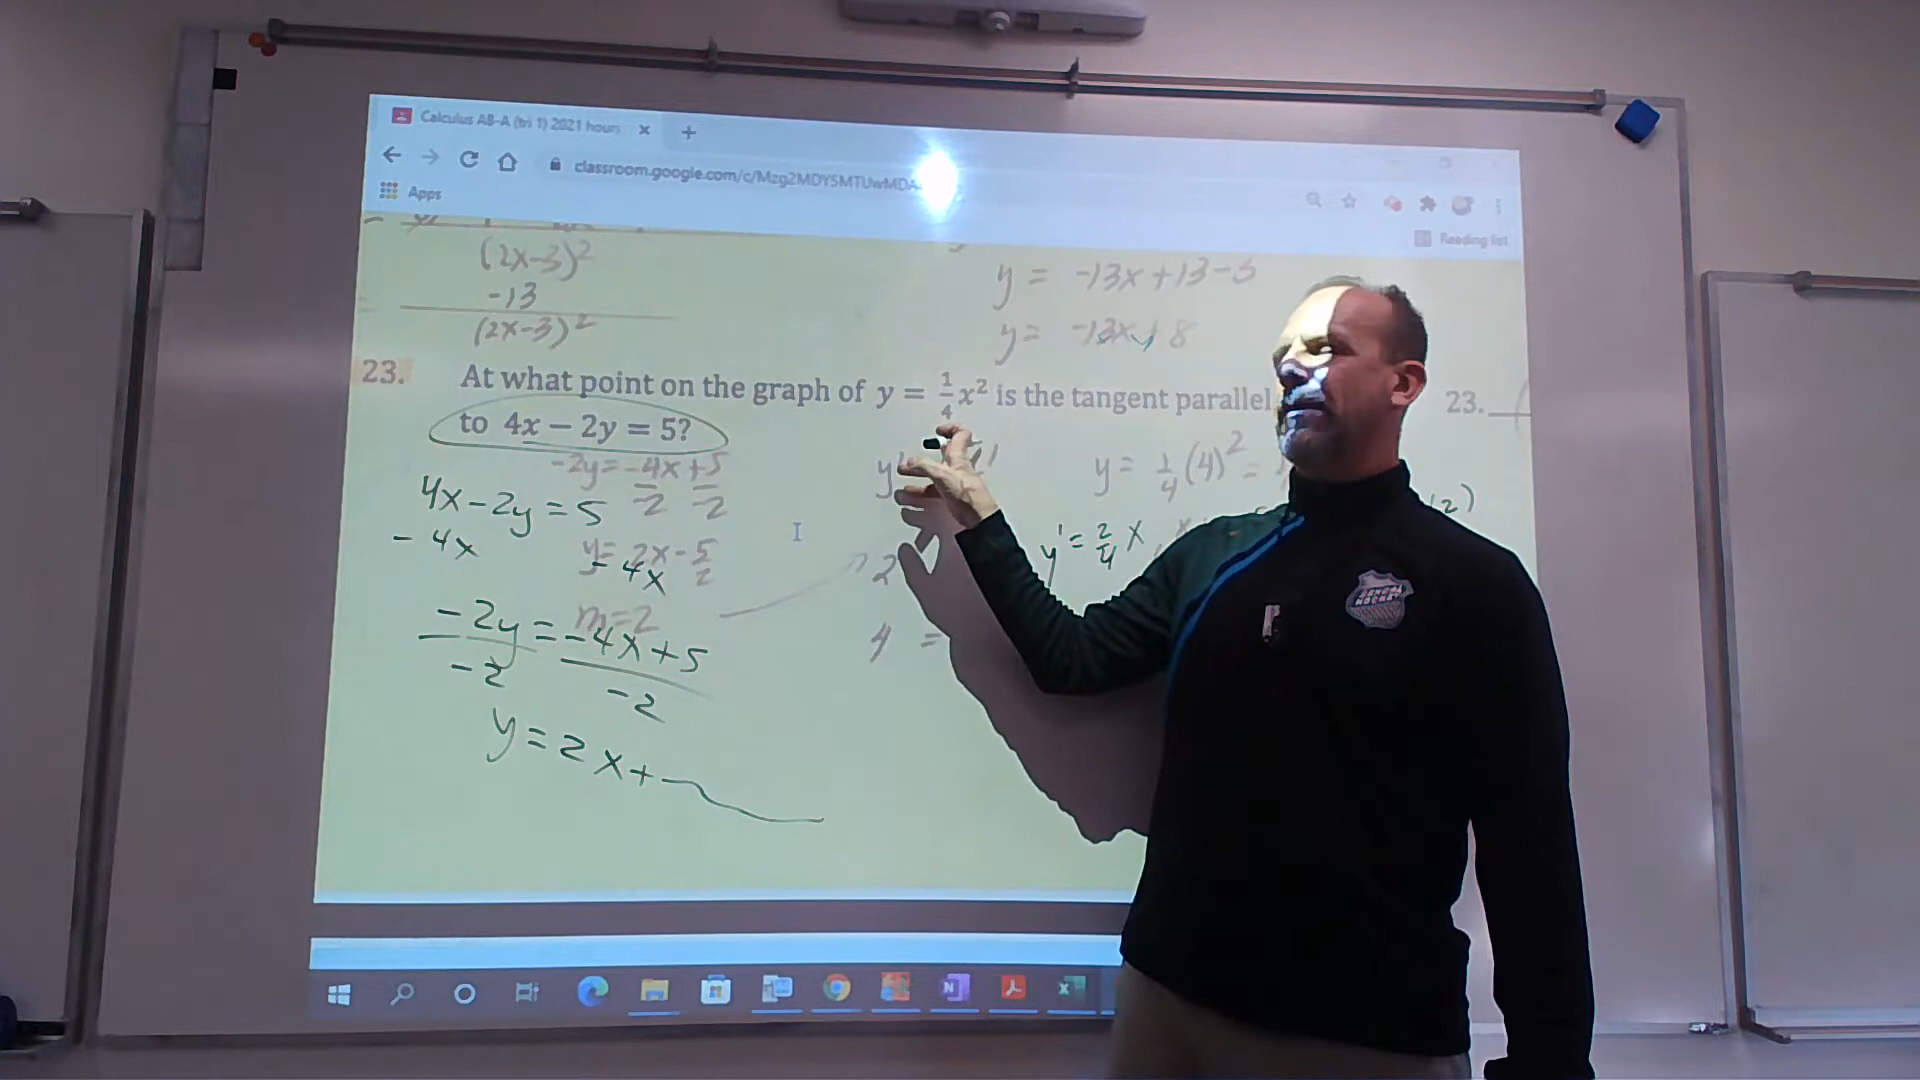 Calculus AB-A (tri 1) 2021 hours
classroom.google.com/c/Mzg2MDY5MTUwMDA
Apps
Reading list
(2x-3)²
-13
(2x-3)²
y = -13x+13-5
y = -13x+8
23. At what point on the graph of y = 1/4 x² is the tangent parallel 23.
to 4x − 2y = 5?
-2y = -4x+5
-2 -2
y = 2x - 5/2
m=2
y = 1/4 (4)² =
2
4 =
4x-2y=5
-4x -4x
-2y = -4x+5
-2 -2
y=2x+
y' = 2/4 x
2)